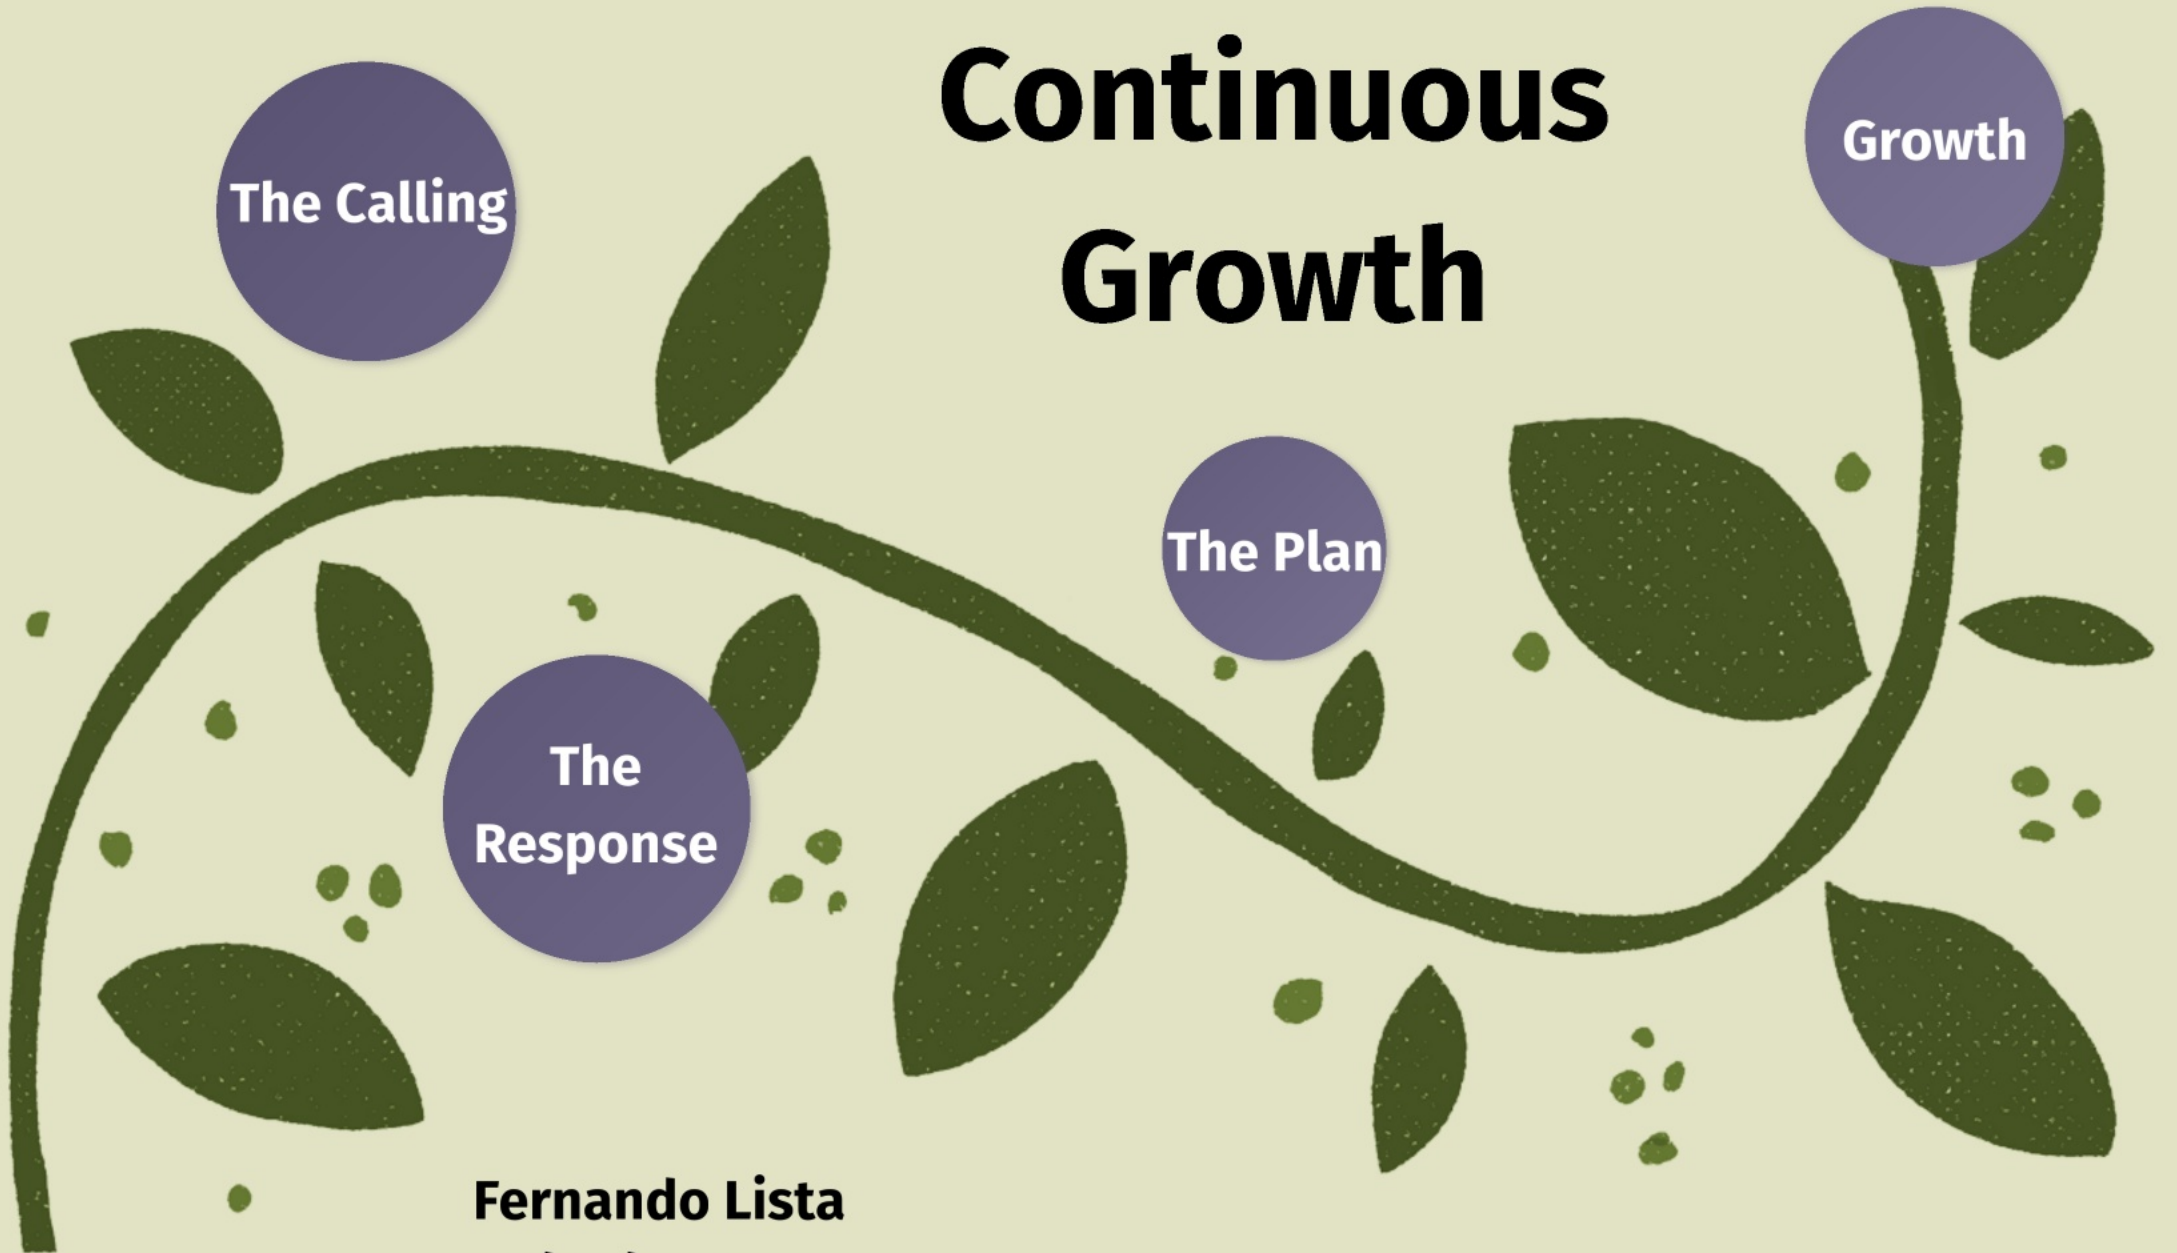 Continuous
Growth
The Calling
The
Response
The Plan
Growth
Fernando Lista